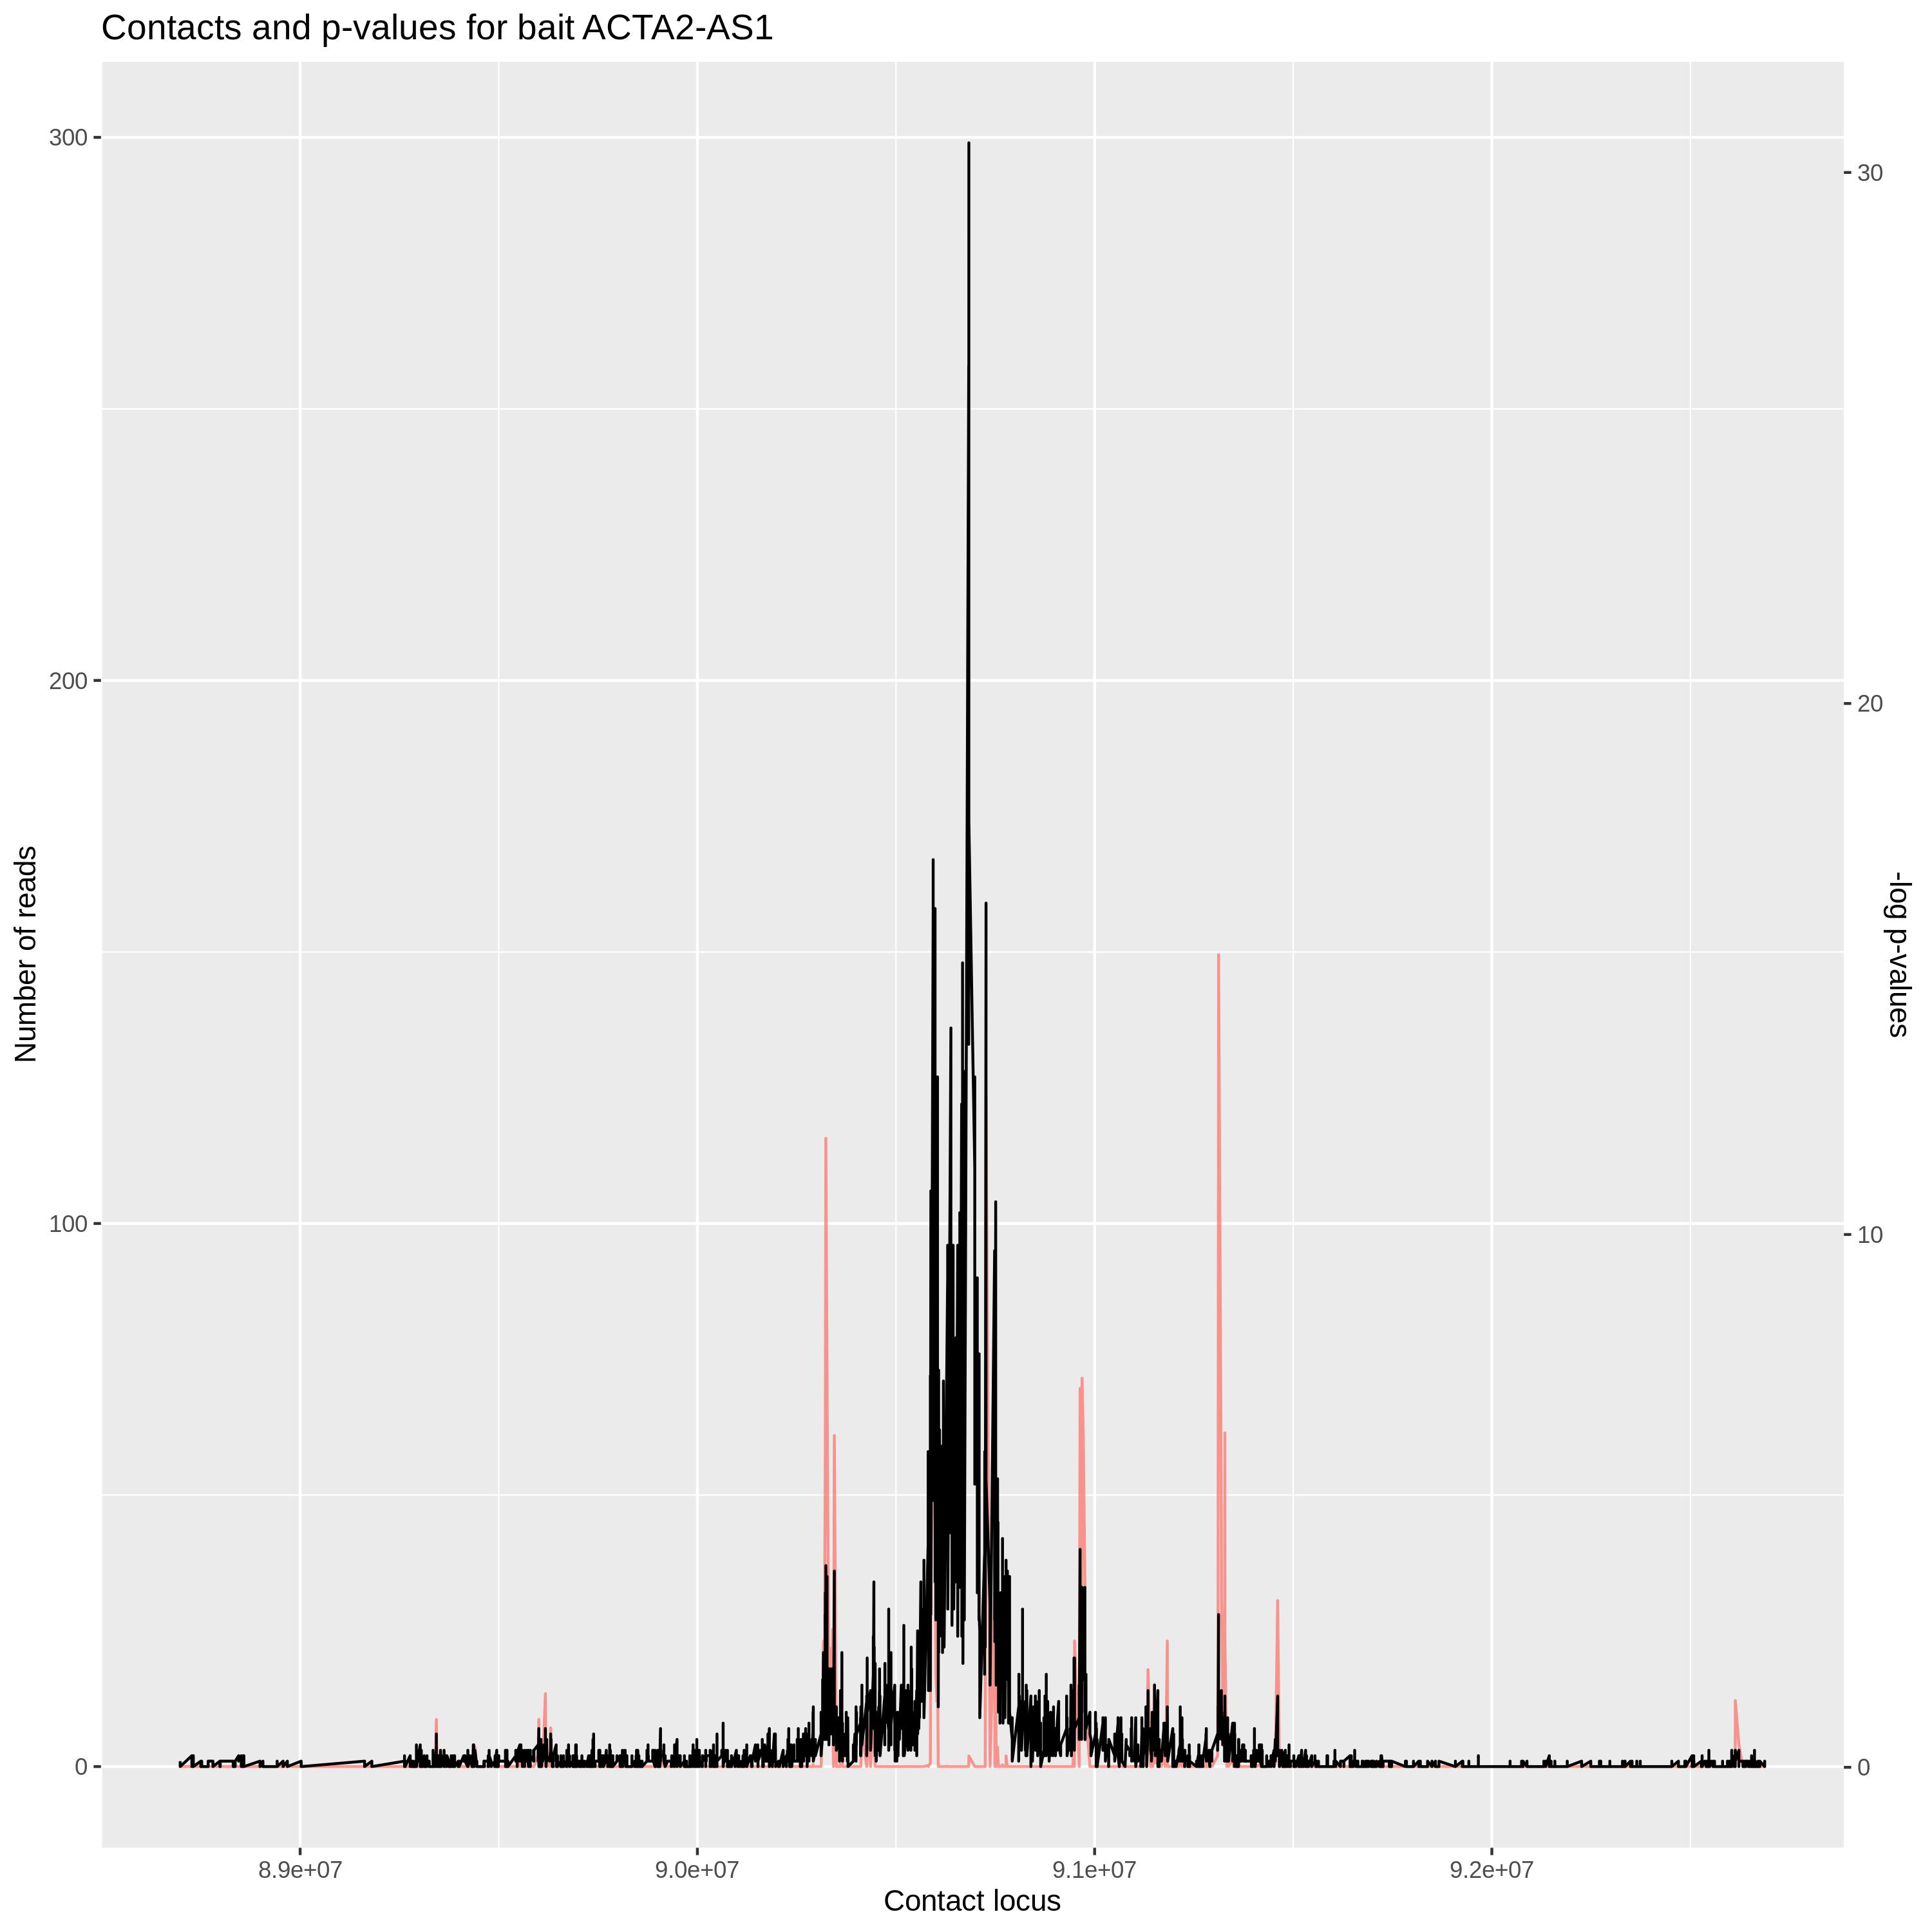 Contacts and p-values for bait ACTA2-AS1
300
200
100
0
Number of reads
30
20
10
0
-log p-values
8.9e+07
9.0e+07
9.1e+07
9.2e+07
Contact locus